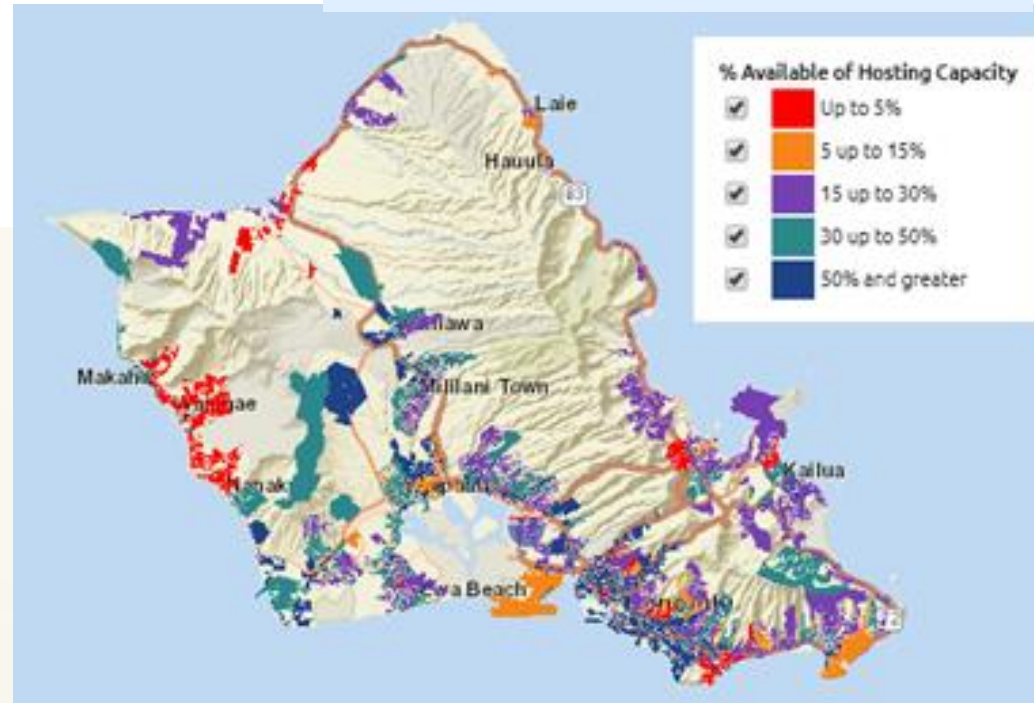 % Available of Hosting Capacity
Up to 5%
5 up to 15%
15 up to 30%
30 up to 50%
50% and greater
Laie
Hauula
83
Mililani Town
Kailua
Ewa Beach